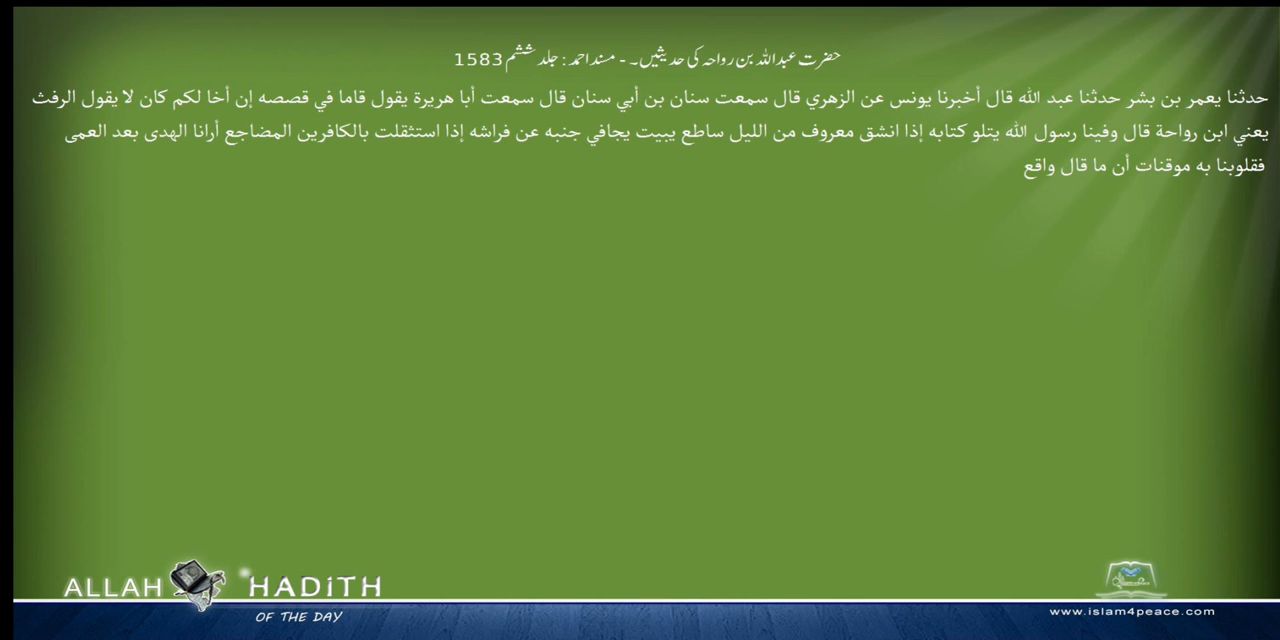 حضرت عبداللہ بن رواحہ کی حدیثیں۔ - مسند احمد : جلد ششم 1583
حدثنا يعمر بن بشر حدثنا عبد الله قال أخبرنا يونس عن الزهري قال سمعت سنان بن أبي سنان قال سمعت أبا هريرة يقول قاما في قصصه إن أخا لكم كان لا يقول الرفث
يعني ابن رواحة قال وفينا رسول الله يتلو كتابه إذا انشق معروف من الليل ساطع يبيت يجافي جنبه عن فراشه إذا استثقلت بالكافرين المضاجع أرانا الهدى بعد العمى
فقلوبنا به موقنات أن ما قال واقع
ALLAH HADITH
OF THE DAY
www.islam4peace.com